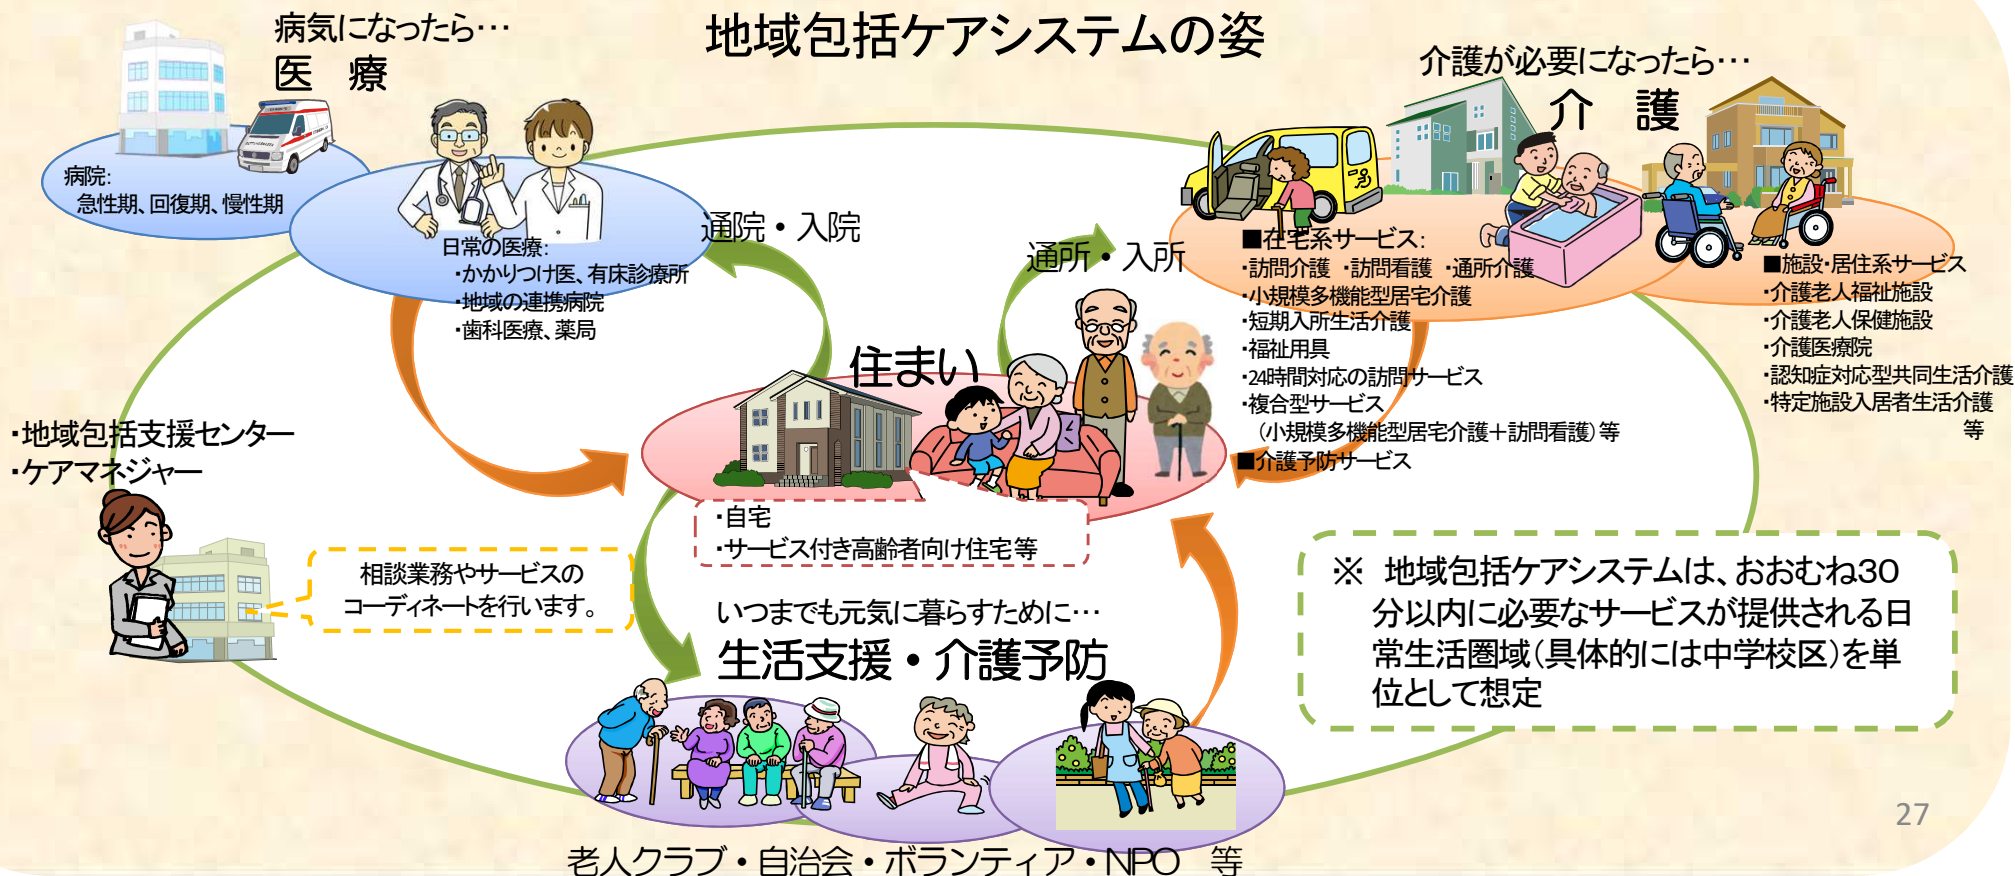 地域包括ケアシステムの姿
病気になったら･･･
医　療
病院:
急性期、回復期、慢性期
日常の医療:
・かかりつけ医、有床診療所
・地域の連携病院
・歯科医療、薬局
通院・入院
通所・入所
介護が必要になったら･･･
介　護
■在宅系サービス:
・訪問介護　・訪問看護　・通所介護
・小規模多機能型居宅介護
・短期入所生活介護
・福祉用具
・24時間対応の訪問サービス
・複合型サービス
（小規模多機能型居宅介護＋訪問看護）等
■介護予防サービス
■施設・居住系サービス
・介護老人福祉施設
・介護老人保健施設
・介護医療院
・認知症対応型共同生活介護
・特定施設入居者生活介護
等
住まい
・自宅
・サービス付き高齢者向け住宅等
・地域包括支援センター
・ケアマネジャー
相談業務やサービスの
コーディネートを行います。
いつまでも元気に暮らすために･･･
生活支援・介護予防
老人クラブ・自治会・ボランティア・NPO　等
※　地域包括ケアシステムは、おおむね30
分以内に必要なサービスが提供される日
常生活圏域（具体的には中学校区）を単
位として想定
27